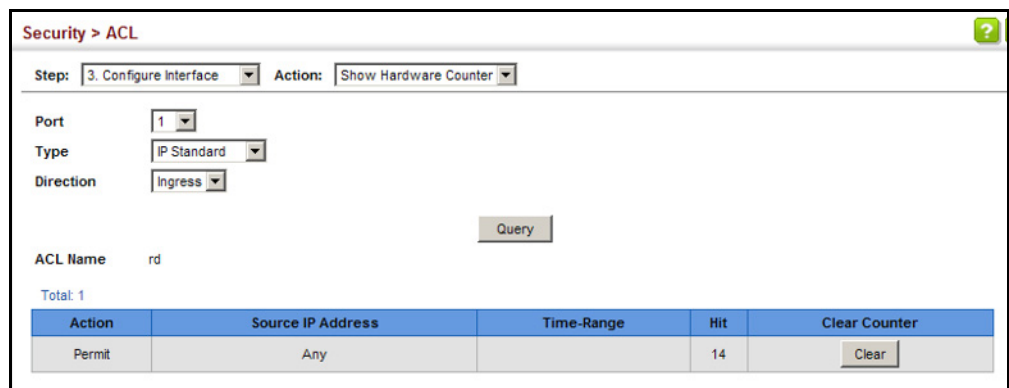 Security > ACL
?
Step: 3. Configure Interface Action: Show Hardware Counter
Port 1
Type IP Standard
Direction Ingress
Query
ACL Name rd
Total: 1
Action Source IP Address Time-Range Hit Clear Counter
Permit Any 14 Clear